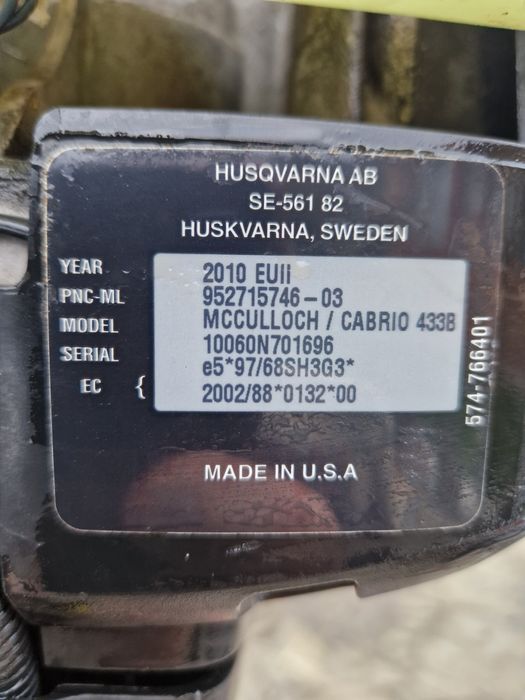 HUSQVARNA AB
SE-561 82
HUSKVARNA, SWEDEN
YEAR 2010 EUii
PNC-ML 952715746-03
MODEL MCCULLOCH / CABRIO 433B
SERIAL 10060N701696
EC { e5*97/68SH3G3*
2002/88*0132*00
574-766401
MADE IN U.S.A